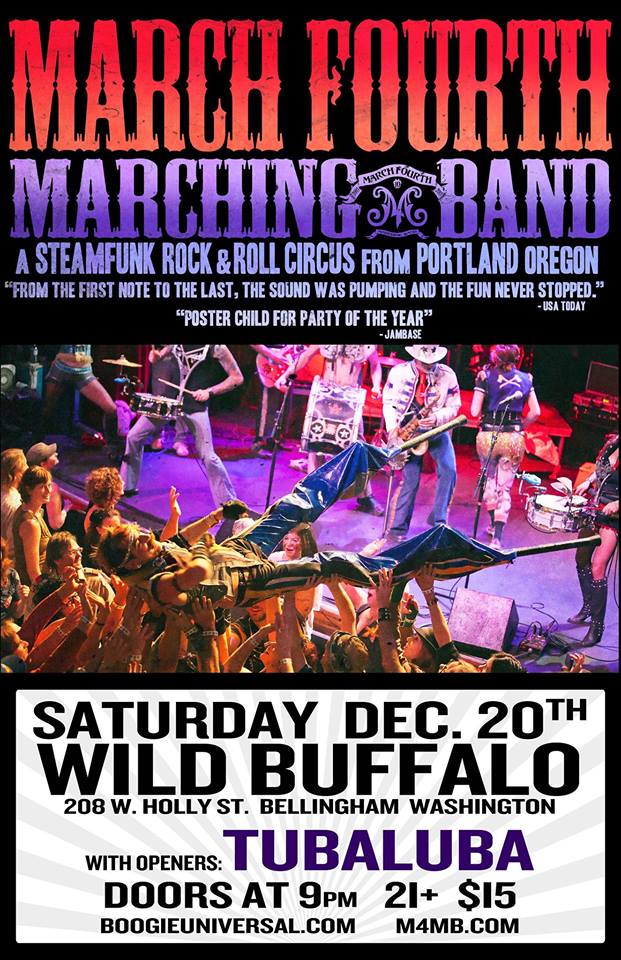 MARCH FOURTH
MARCHING BAND
MARCH FOURTH
A STEAMFUNK ROCK & ROLL CIRCUS FROM PORTLAND OREGON
"FROM THE FIRST NOTE TO THE LAST, THE SOUND WAS PUMPING AND THE FUN NEVER STOPPED."
- USA TODAY
"POSTER CHILD FOR PARTY OF THE YEAR"
- JAMBASE
SATURDAY DEC. 20TH
WILD BUFFALO
208 W. HOLLY ST. BELLINGHAM WASHINGTON
WITH OPENERS: TUBALUBA
DOORS AT 9PM 21+ $15
BOOGIEUNIVERSAL.COM M4MB.COM